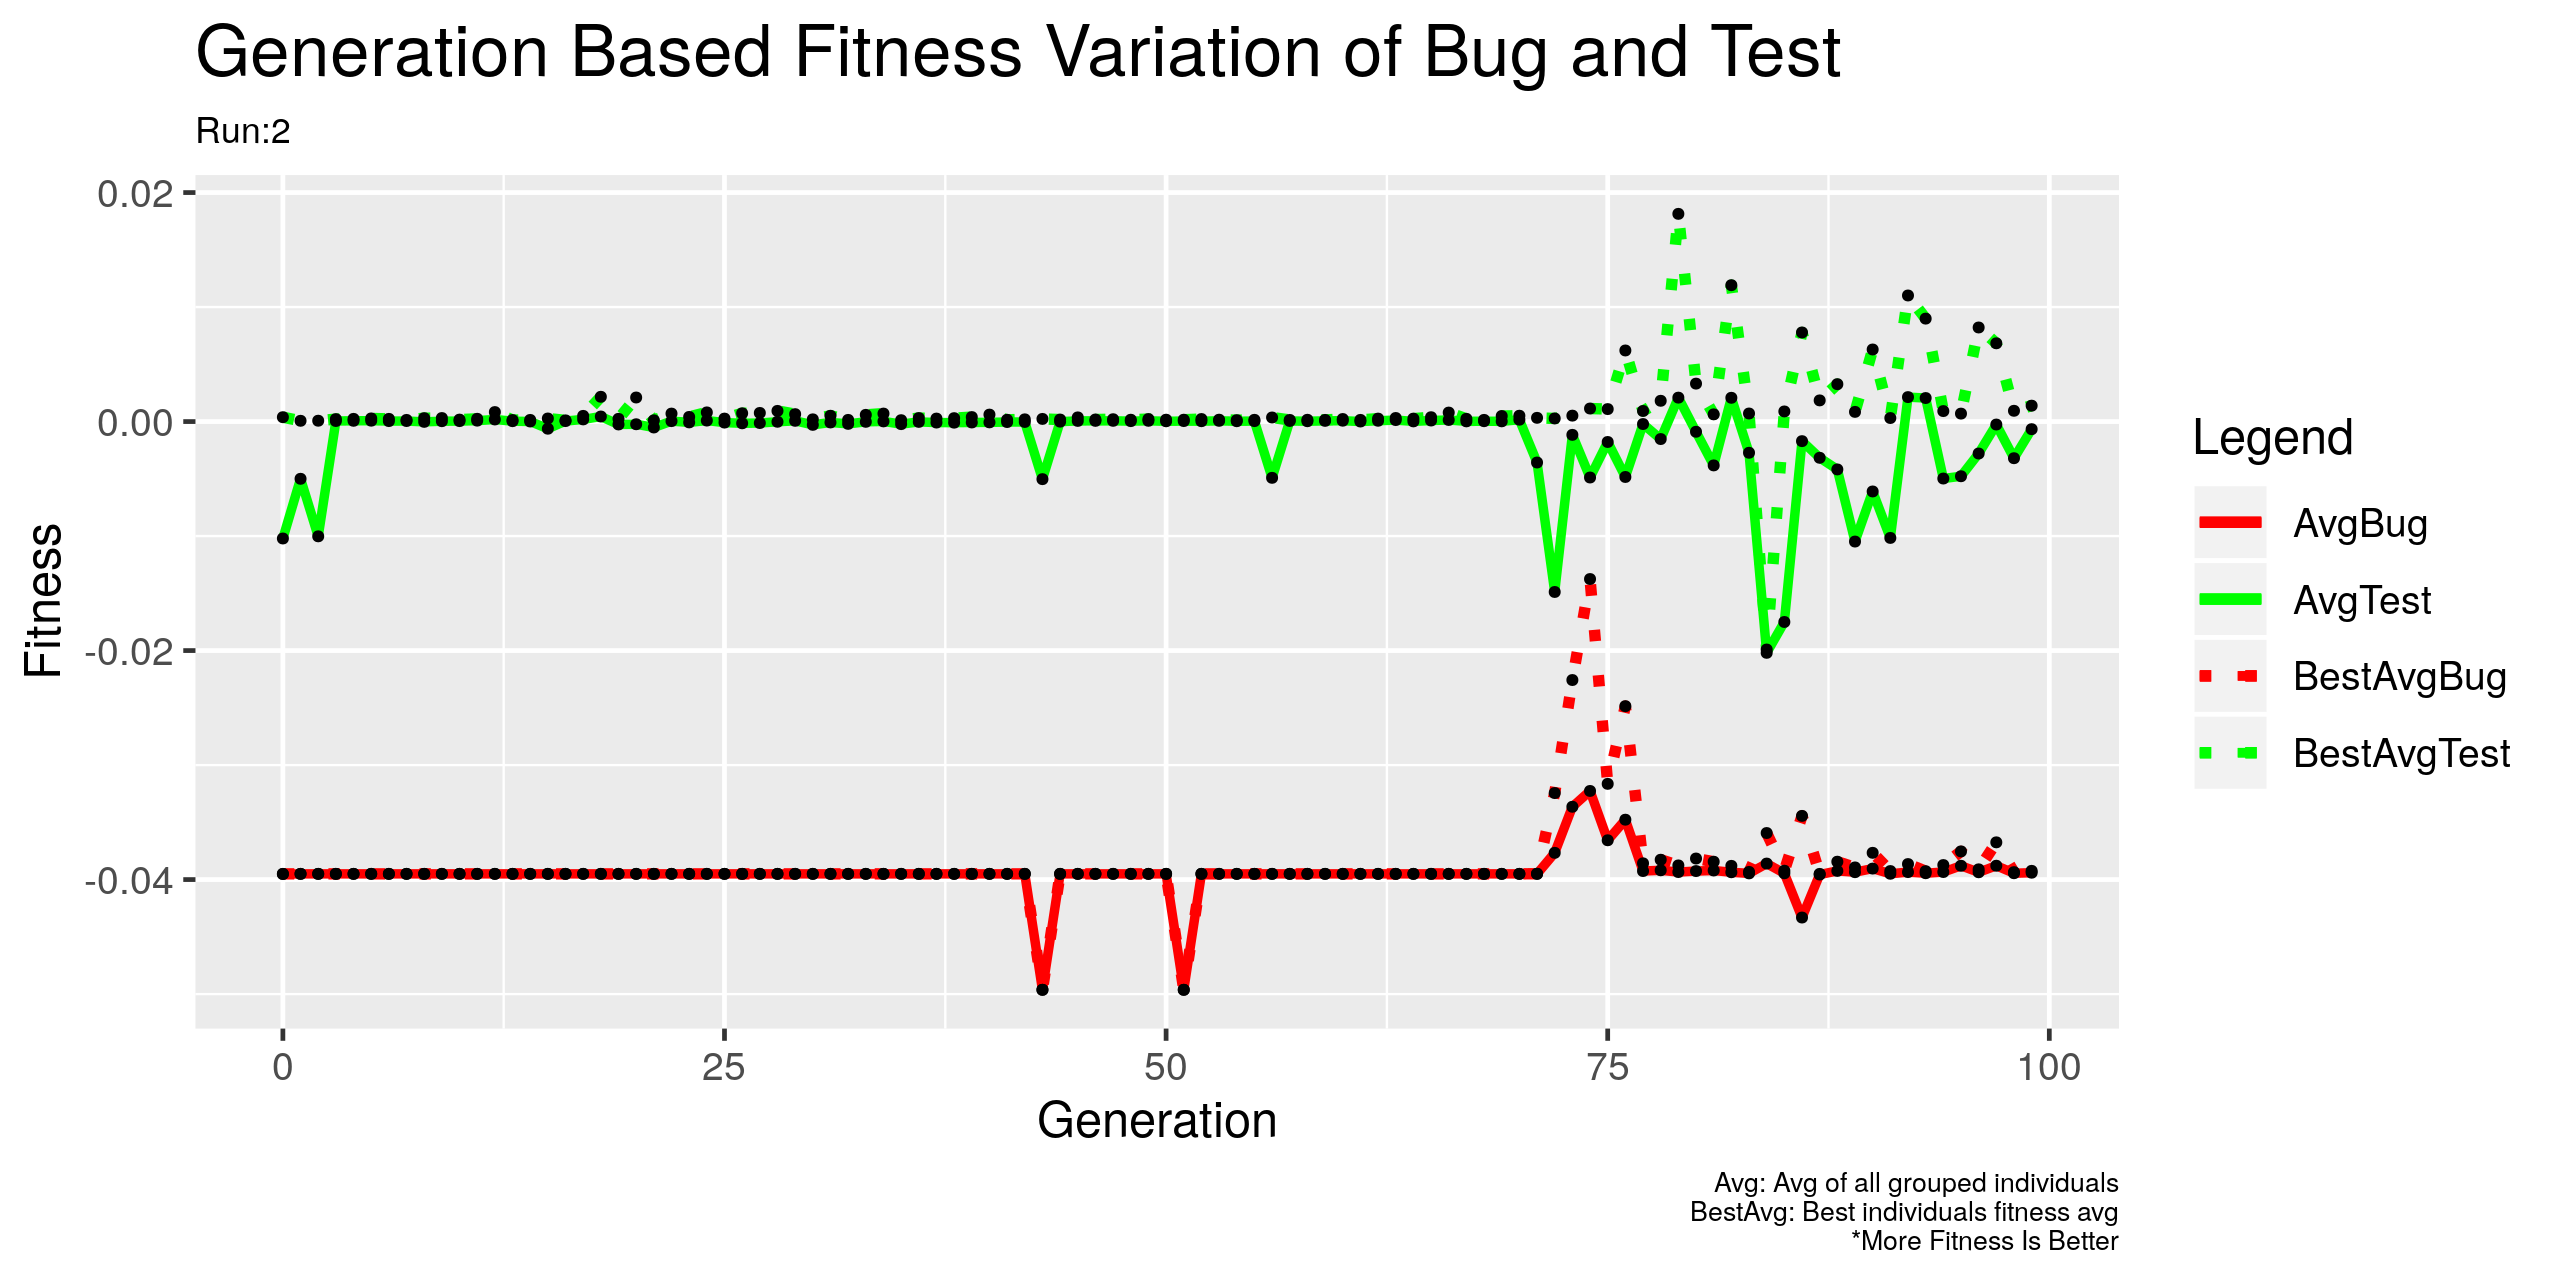 Generation Based Fitness Variation of Bug and Test
Run:2
0.02
0.00
-0.02
-0.04
Fitness
0
25
50
75
100
Generation
Legend
AvgBug
AvgTest
BestAvgBug
BestAvgTest
Avg: Avg of all grouped individuals
BestAvg: Best individuals fitness avg
*More Fitness Is Better